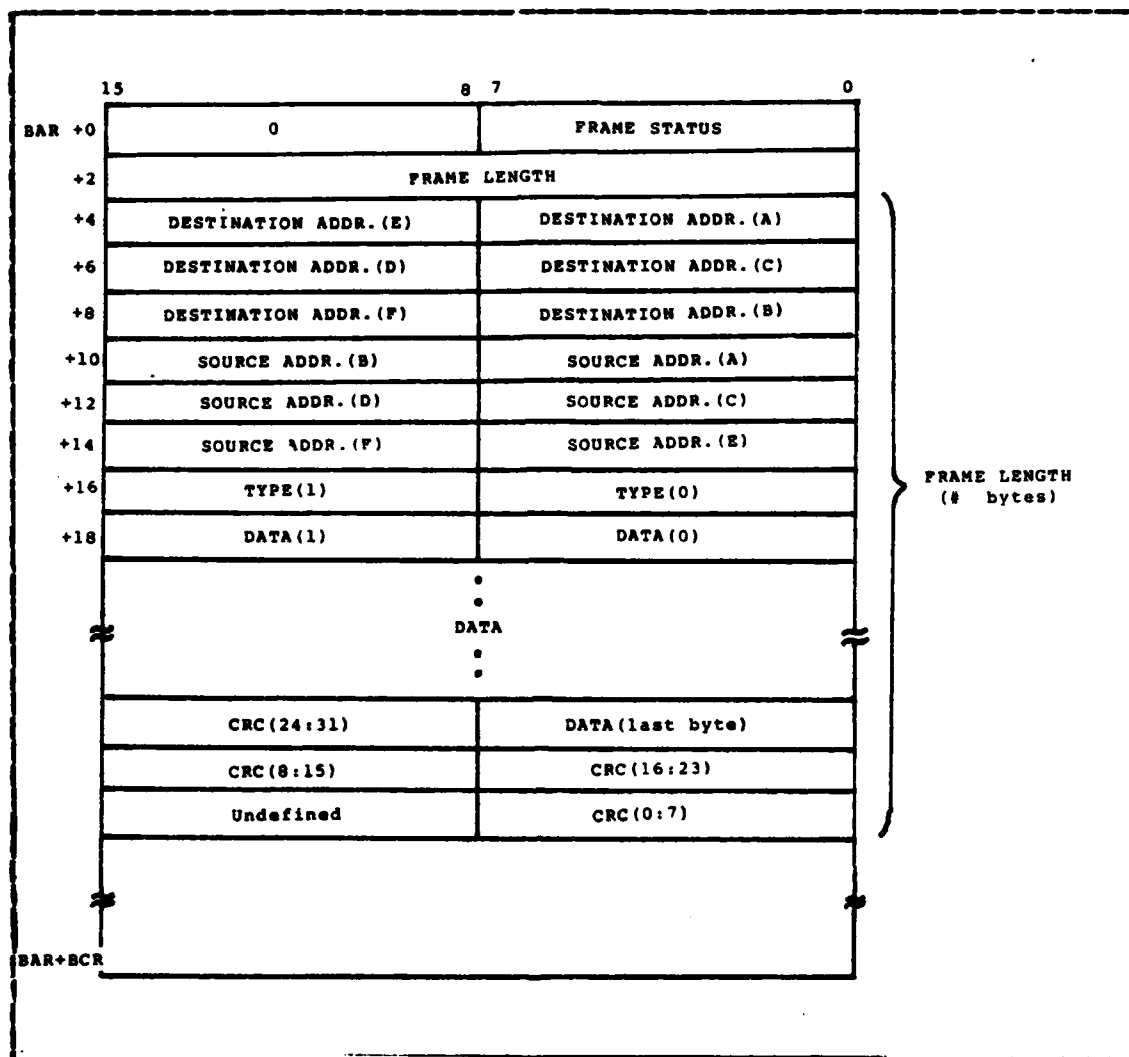 15 8 7 0
BAR +0 0 FRAME STATUS
+2 FRAME LENGTH
+4 DESTINATION ADDR.(E) DESTINATION ADDR.(A)
+6 DESTINATION ADDR.(D) DESTINATION ADDR.(C)
+8 DESTINATION ADDR.(F) DESTINATION ADDR.(B)
+10 SOURCE ADDR.(B) SOURCE ADDR.(A)
+12 SOURCE ADDR.(D) SOURCE ADDR.(C)
+14 SOURCE ADDR.(F) SOURCE ADDR.(E)
+16 TYPE(1) TYPE(0)
+18 DATA(1) DATA(0)
DATA
CRC(24:31) DATA(last byte)
CRC(8:15) CRC(16:23)
Undefined CRC(0:7)
BAR+BCR
FRAME LENGTH
(# bytes)